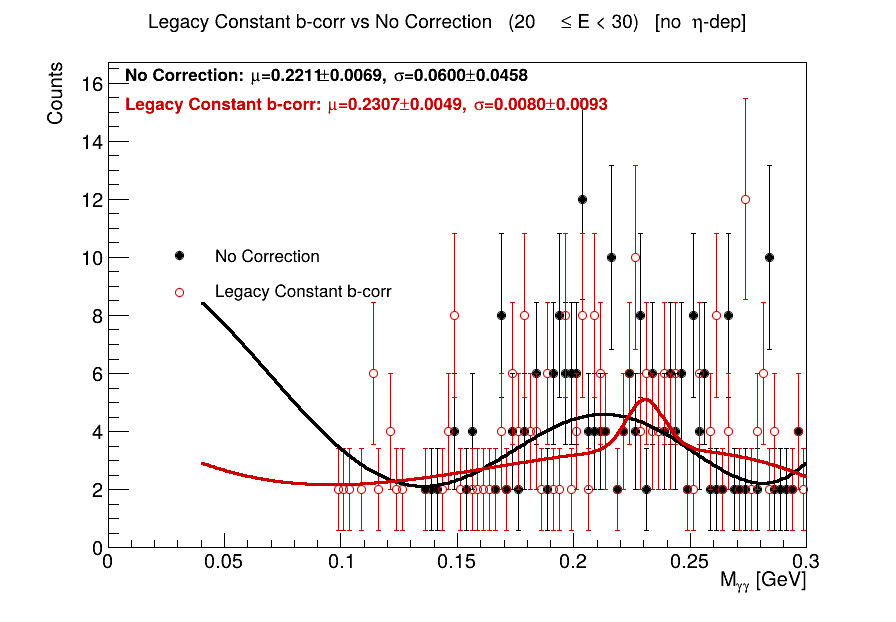 Legacy Constant b-corr vs No Correction (20 ≤ E < 30) [no η-dep]
Counts
No Correction: μ=0.2211±0.0069, σ=0.0600±0.0458
Legacy Constant b-corr: μ=0.2307±0.0049, σ=0.0080±0.0093
16
14
12
10
8
6
4
2
0
No Correction
Legacy Constant b-corr
0 0.05 0.1 0.15 0.2 0.25 0.3
Mγγ [GeV]